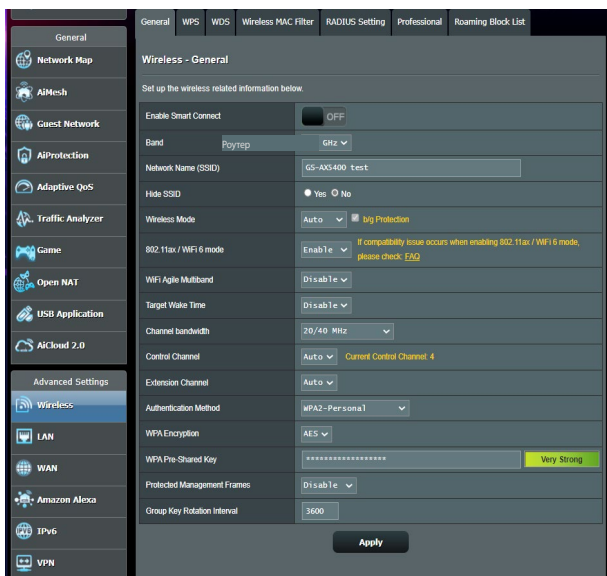 General WPS WDS Wireless MAC Filter RADIUS Setting Professional Roaming Block List
General
Network Map
AiMesh
Guest Network
AiProtection
Adaptive QoS
Traffic Analyzer
Game
Open NAT
USB Application
AiCloud 2.0
Advanced Settings
Wireless
LAN
WAN
Amazon Alexa
IPv6
VPN
Wireless - General
Set up the wireless related information below.
Enable Smart Connect OFF
Band Роутер GHz
Network Name (SSID) GS-AX5400 test
Hide SSID Yes No
Wireless Mode Auto b/g Protection
802.11ax / WiFi 6 mode Enable If compatibility issue occurs when enabling 802.11ax / WiFi 6 mode,
please check: FAQ
WiFi Agile Multiband Disable
Target Wake Time Disable
Channel bandwidth 20/40 MHz
Control Channel Auto Current Control Channel: 4
Extension Channel Auto
Authentication Method WPA2-Personal
WPA Encryption AES
WPA Pre-Shared Key ****************** Very Strong
Protected Management Frames Disable
Group Key Rotation Interval 3600
Apply